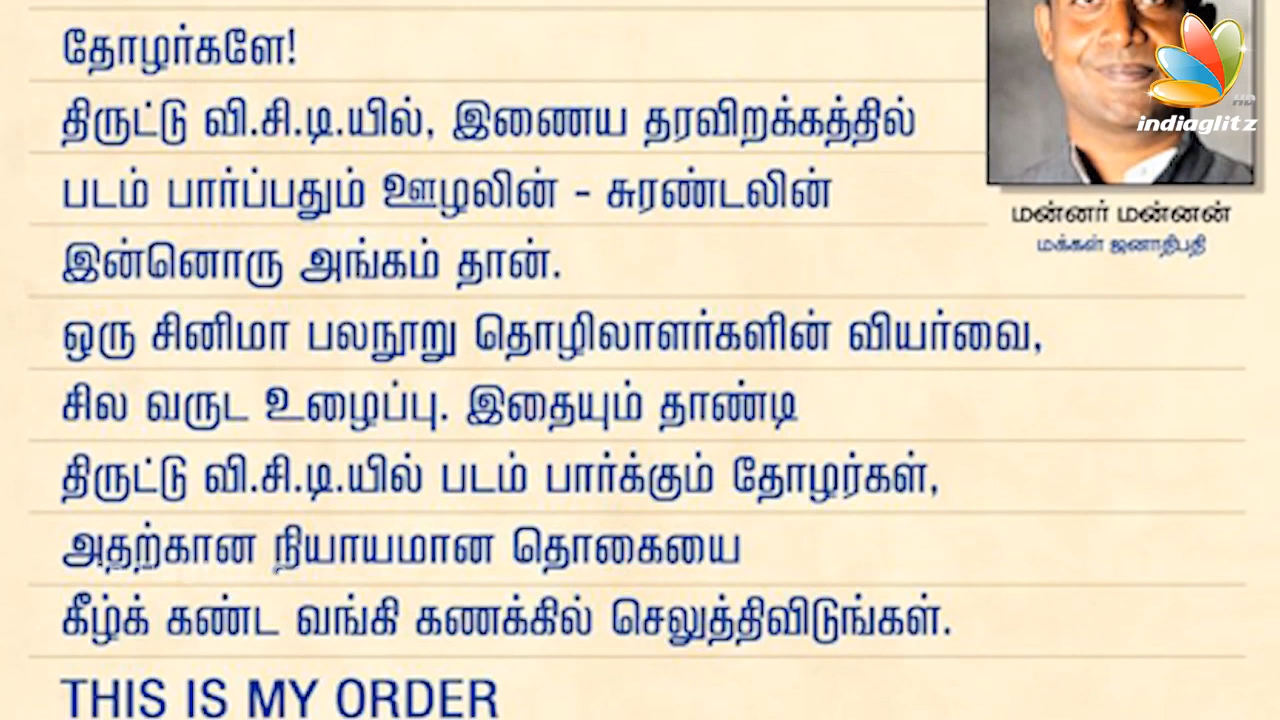 தோழர்களே!
திருட்டு வி.சி.டி.யில், இணைய தரவிறக்கத்தில்
படம் பார்ப்பதும் ஊழலின் - சுரண்டலின்
இன்னொரு அங்கம் தான்.
ஒரு சினிமா பலநூறு தொழிலாளர்களின் வியர்வை,
சில வருட உழைப்பு. இதையும் தாண்டி
திருட்டு வி.சி.டி.யில் படம் பார்க்கும் தோழர்கள்,
அதற்கான நியாயமான தொகையை
கீழ்க் கண்ட வங்கி கணக்கில் செலுத்திவிடுங்கள்.
THIS IS MY ORDER
HD
indiaglitz
மன்னர் மன்னன்
மக்கள் ஜனாதிபதி